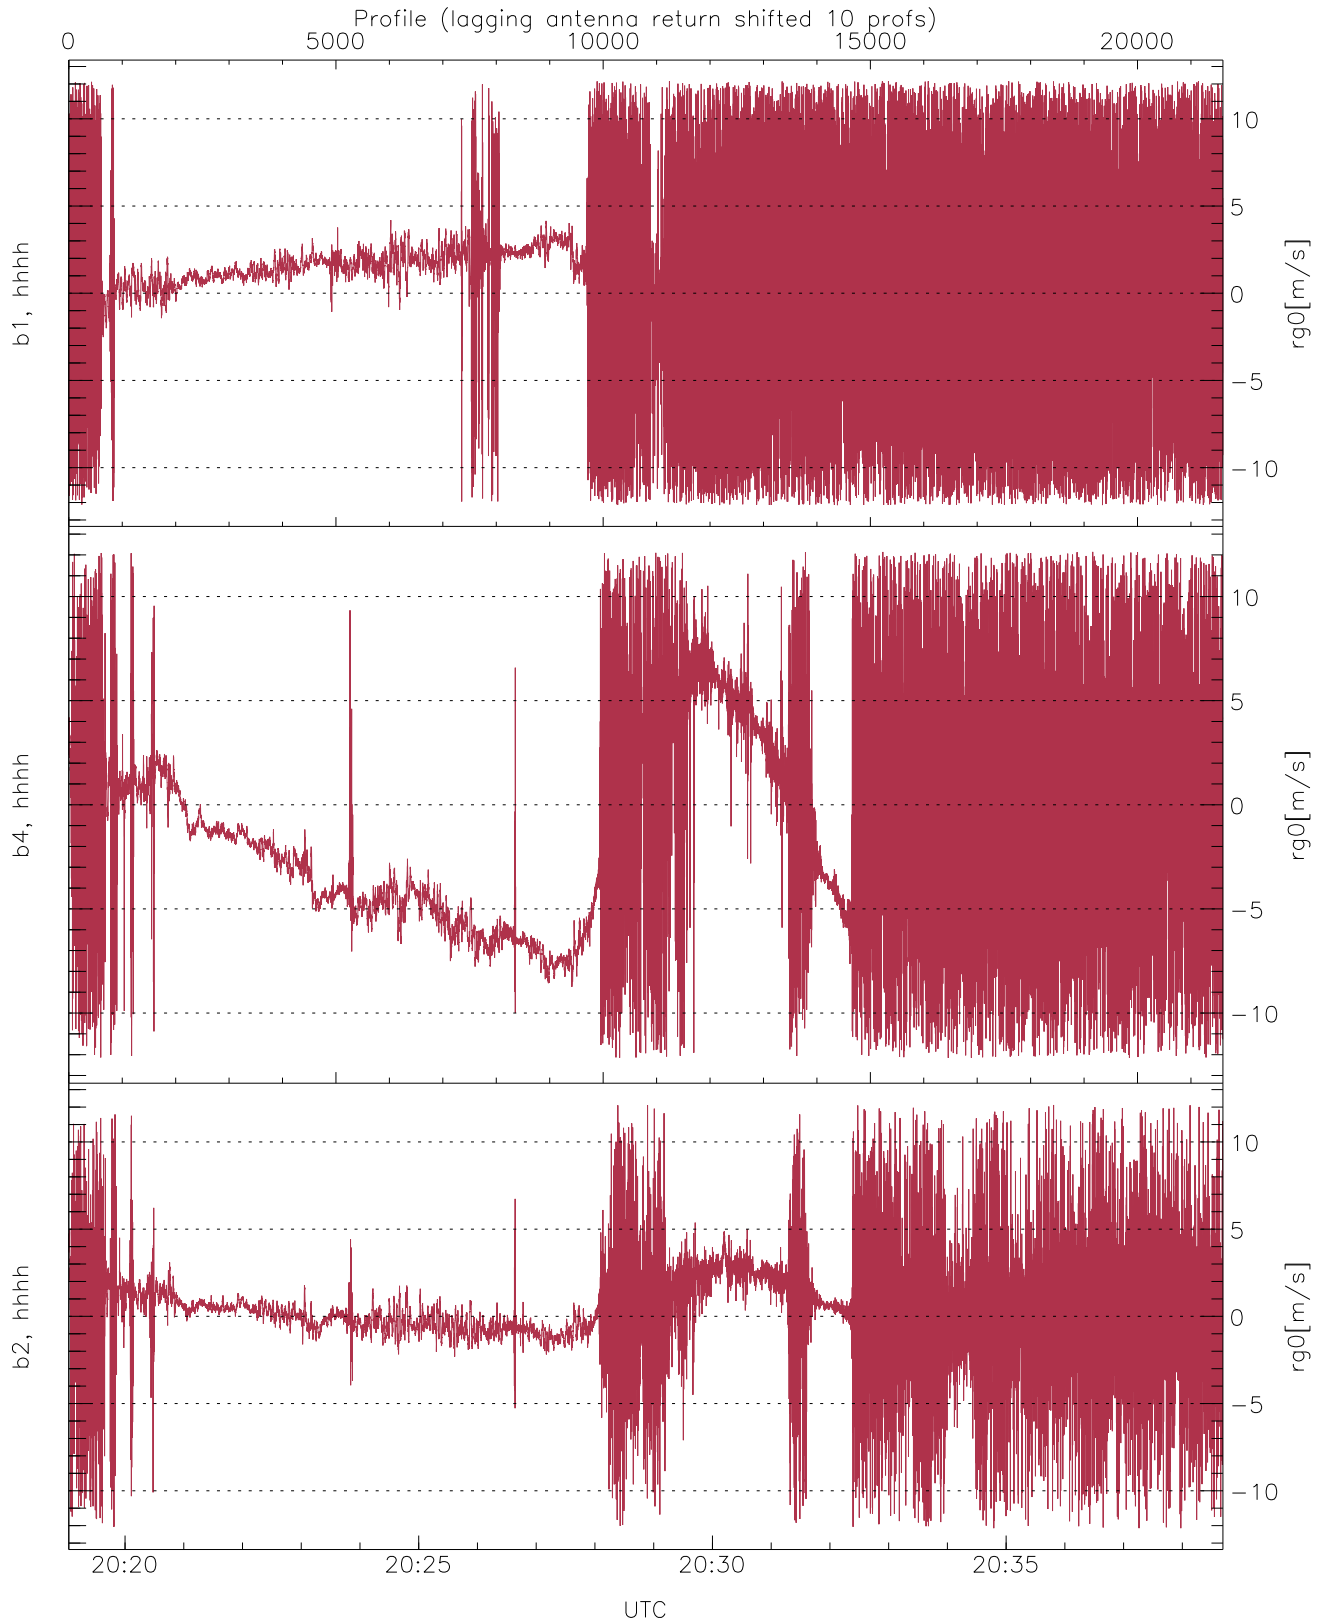 Profile (lagging antenna return shifted 10 profs)
0 5000 10000 15000 20000
10
5
0
−5
−10
b1, hhhh
rg0[m/s]
10
5
0
−5
−10
b4, hhhh
rg0[m/s]
10
5
0
−5
−10
b2, hhhh
rg0[m/s]
20:20 20:25 20:30 20:35
UTC